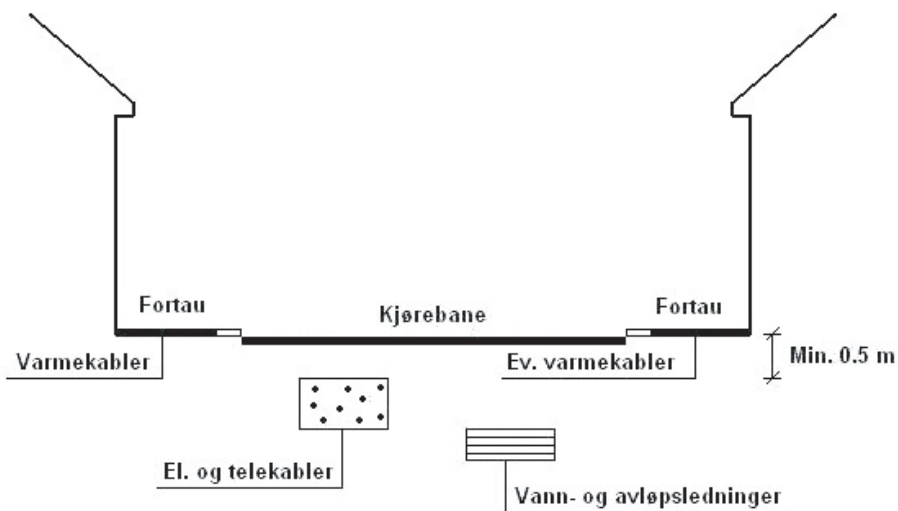 Fortau
Kjørebane
Fortau
Varmekabler
Ev. varmekabler
Min. 0.5 m
El. og telekabler
Vann- og avløpsledninger